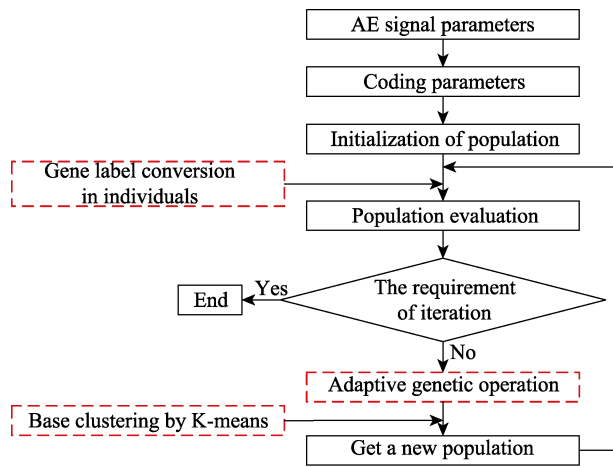 AE signal parameters
Coding parameters
Initialization of population
Gene label conversion
in individuals
Population evaluation
The requirement
of iteration
Yes
End
No
Adaptive genetic operation
Base clustering by K-means
Get a new population